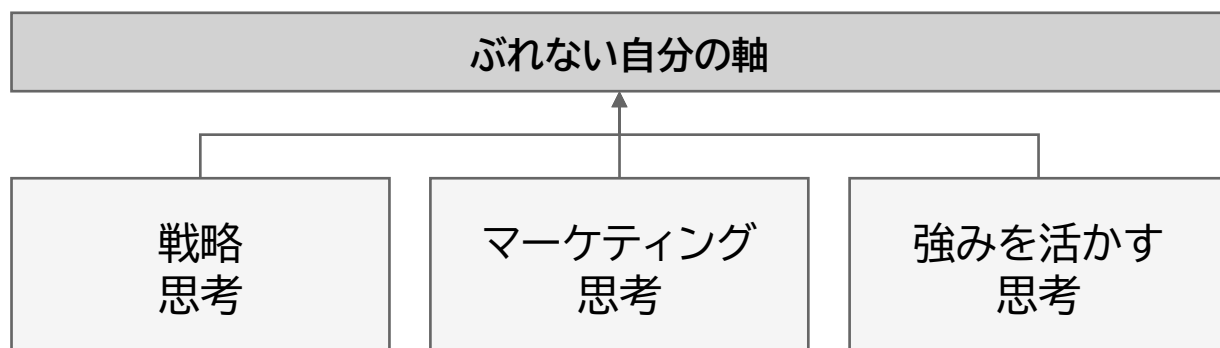 ぶれない自分の軸
戦略
思考
マーケティング
思考
強みを活かす
思考